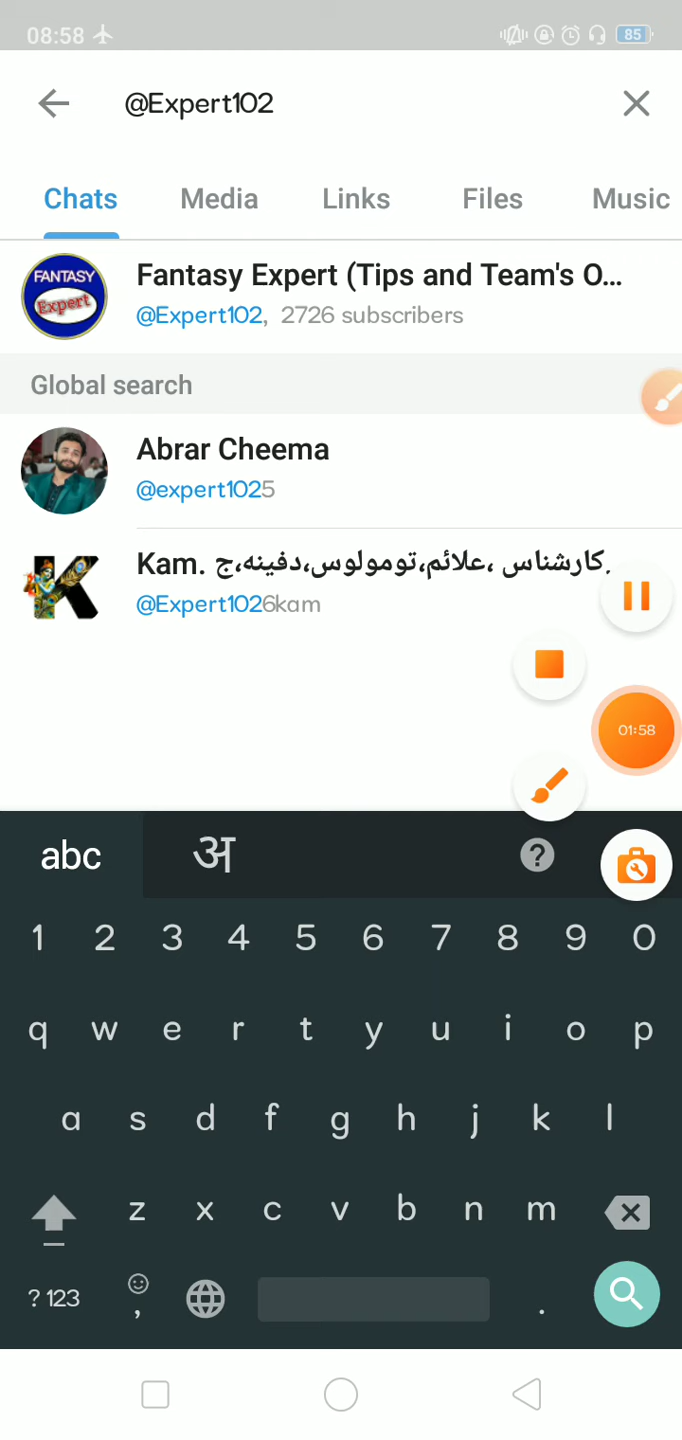 08:58
85
@Expert102
Chats Media Links Files Music
FANTASY
Expert
Fantasy Expert (Tips and Team's O...
@Expert102, 2726 subscribers
Global search
Abrar Cheema
@expert1025
K
Kam. کارشناس ،علائم،تومولوس،دفینه،ج
@Expert1026kam
01:58
abc अ ?
1 2 3 4 5 6 7 8 9 0
q w e r t y u i o p
a s d f g h j k l
z x c v b n m
?123 , .